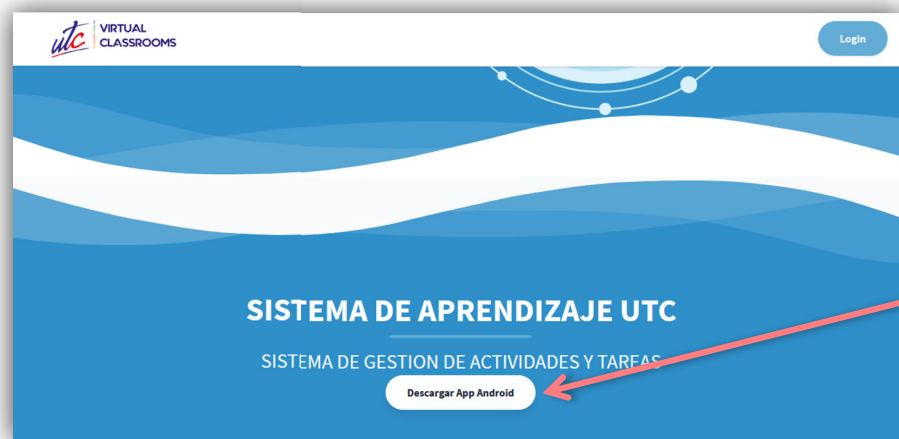 utc VIRTUAL
CLASSROOMS
Login
SISTEMA DE APRENDIZAJE UTC
SISTEMA DE GESTION DE ACTIVIDADES Y TAREAS
Descargar App Android